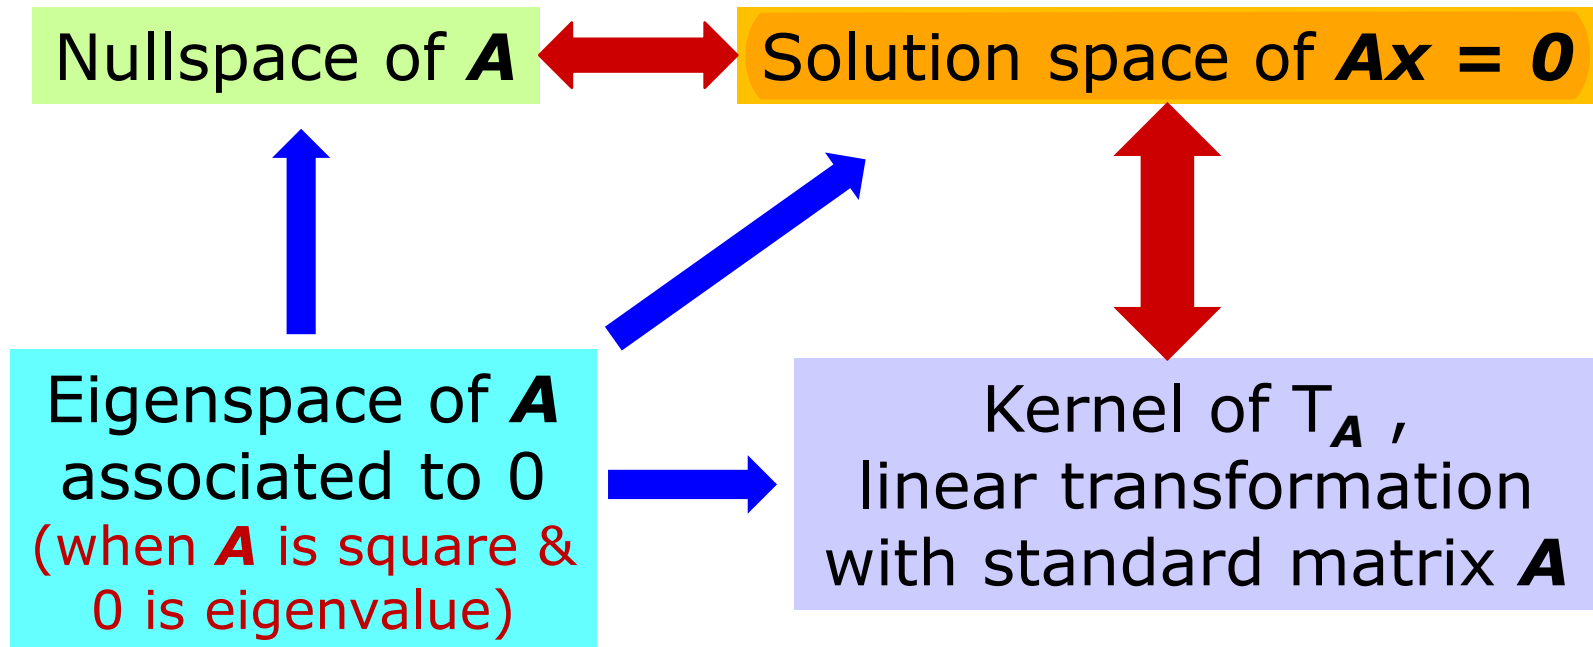 Nullspace of A
Solution space of Ax = 0
Eigenspace of A
associated to 0
(when A is square &
0 is eigenvalue)
Kernel of T_A ,
linear transformation
with standard matrix A